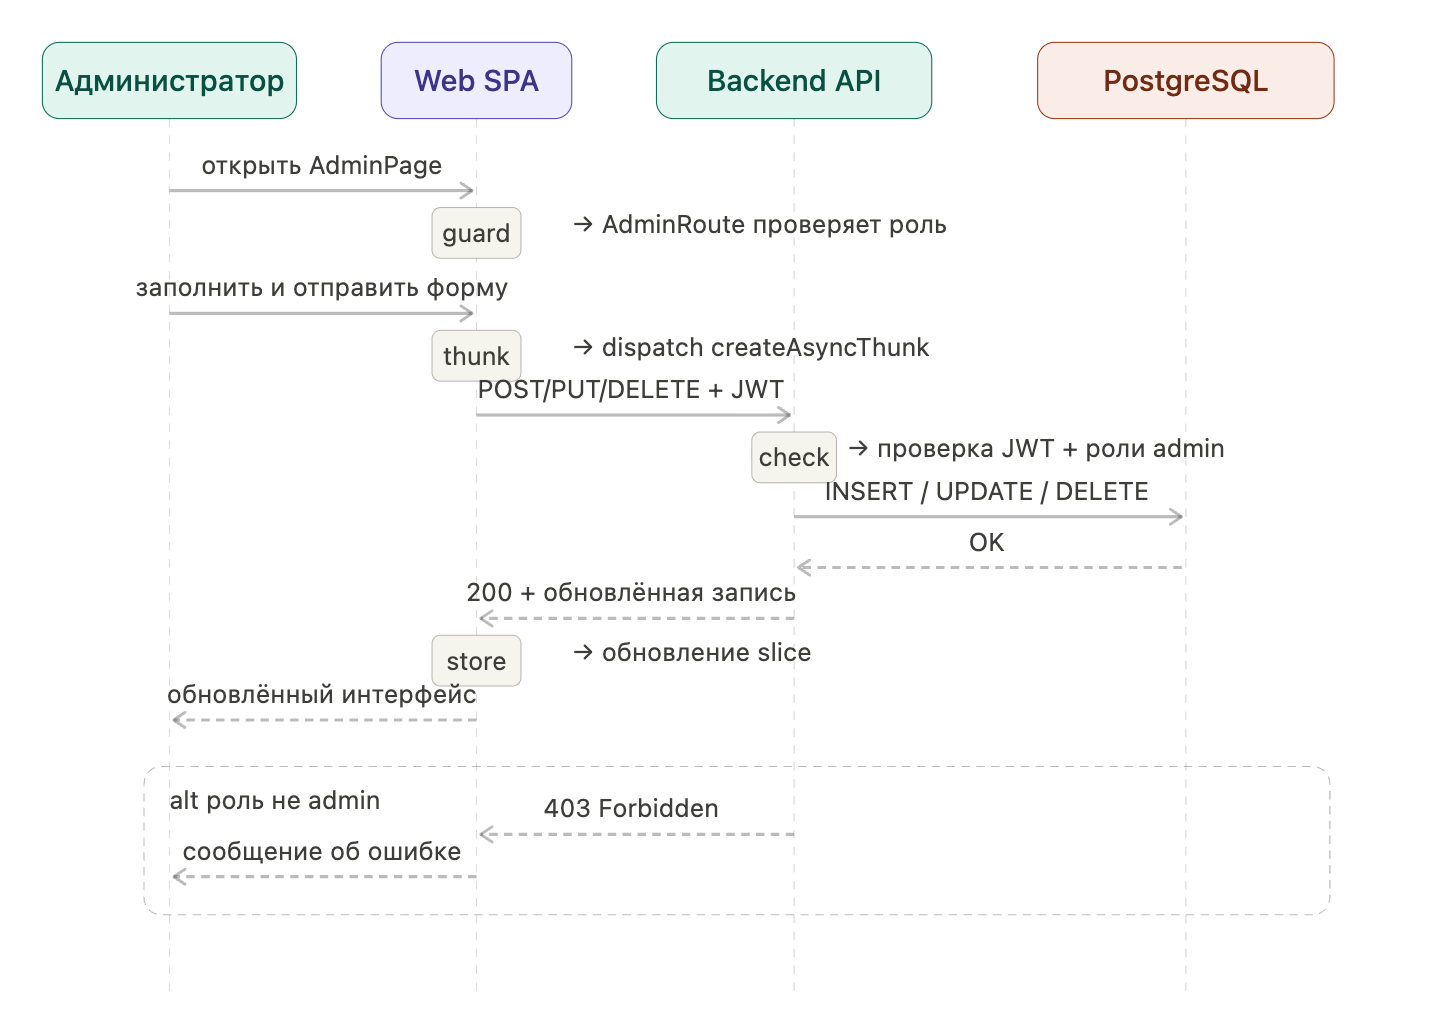 Администратор
Web SPA
Backend API
PostgreSQL
открыть AdminPage
guard
→ AdminRoute проверяет роль
заполнить и отправить форму
thunk
→ dispatch createAsyncThunk
POST/PUT/DELETE + JWT
check
→ проверка JWT + роли admin
INSERT / UPDATE / DELETE
OK
200 + обновлённая запись
store
→ обновление slice
обновлённый интерфейс
alt роль не admin
403 Forbidden
сообщение об ошибке